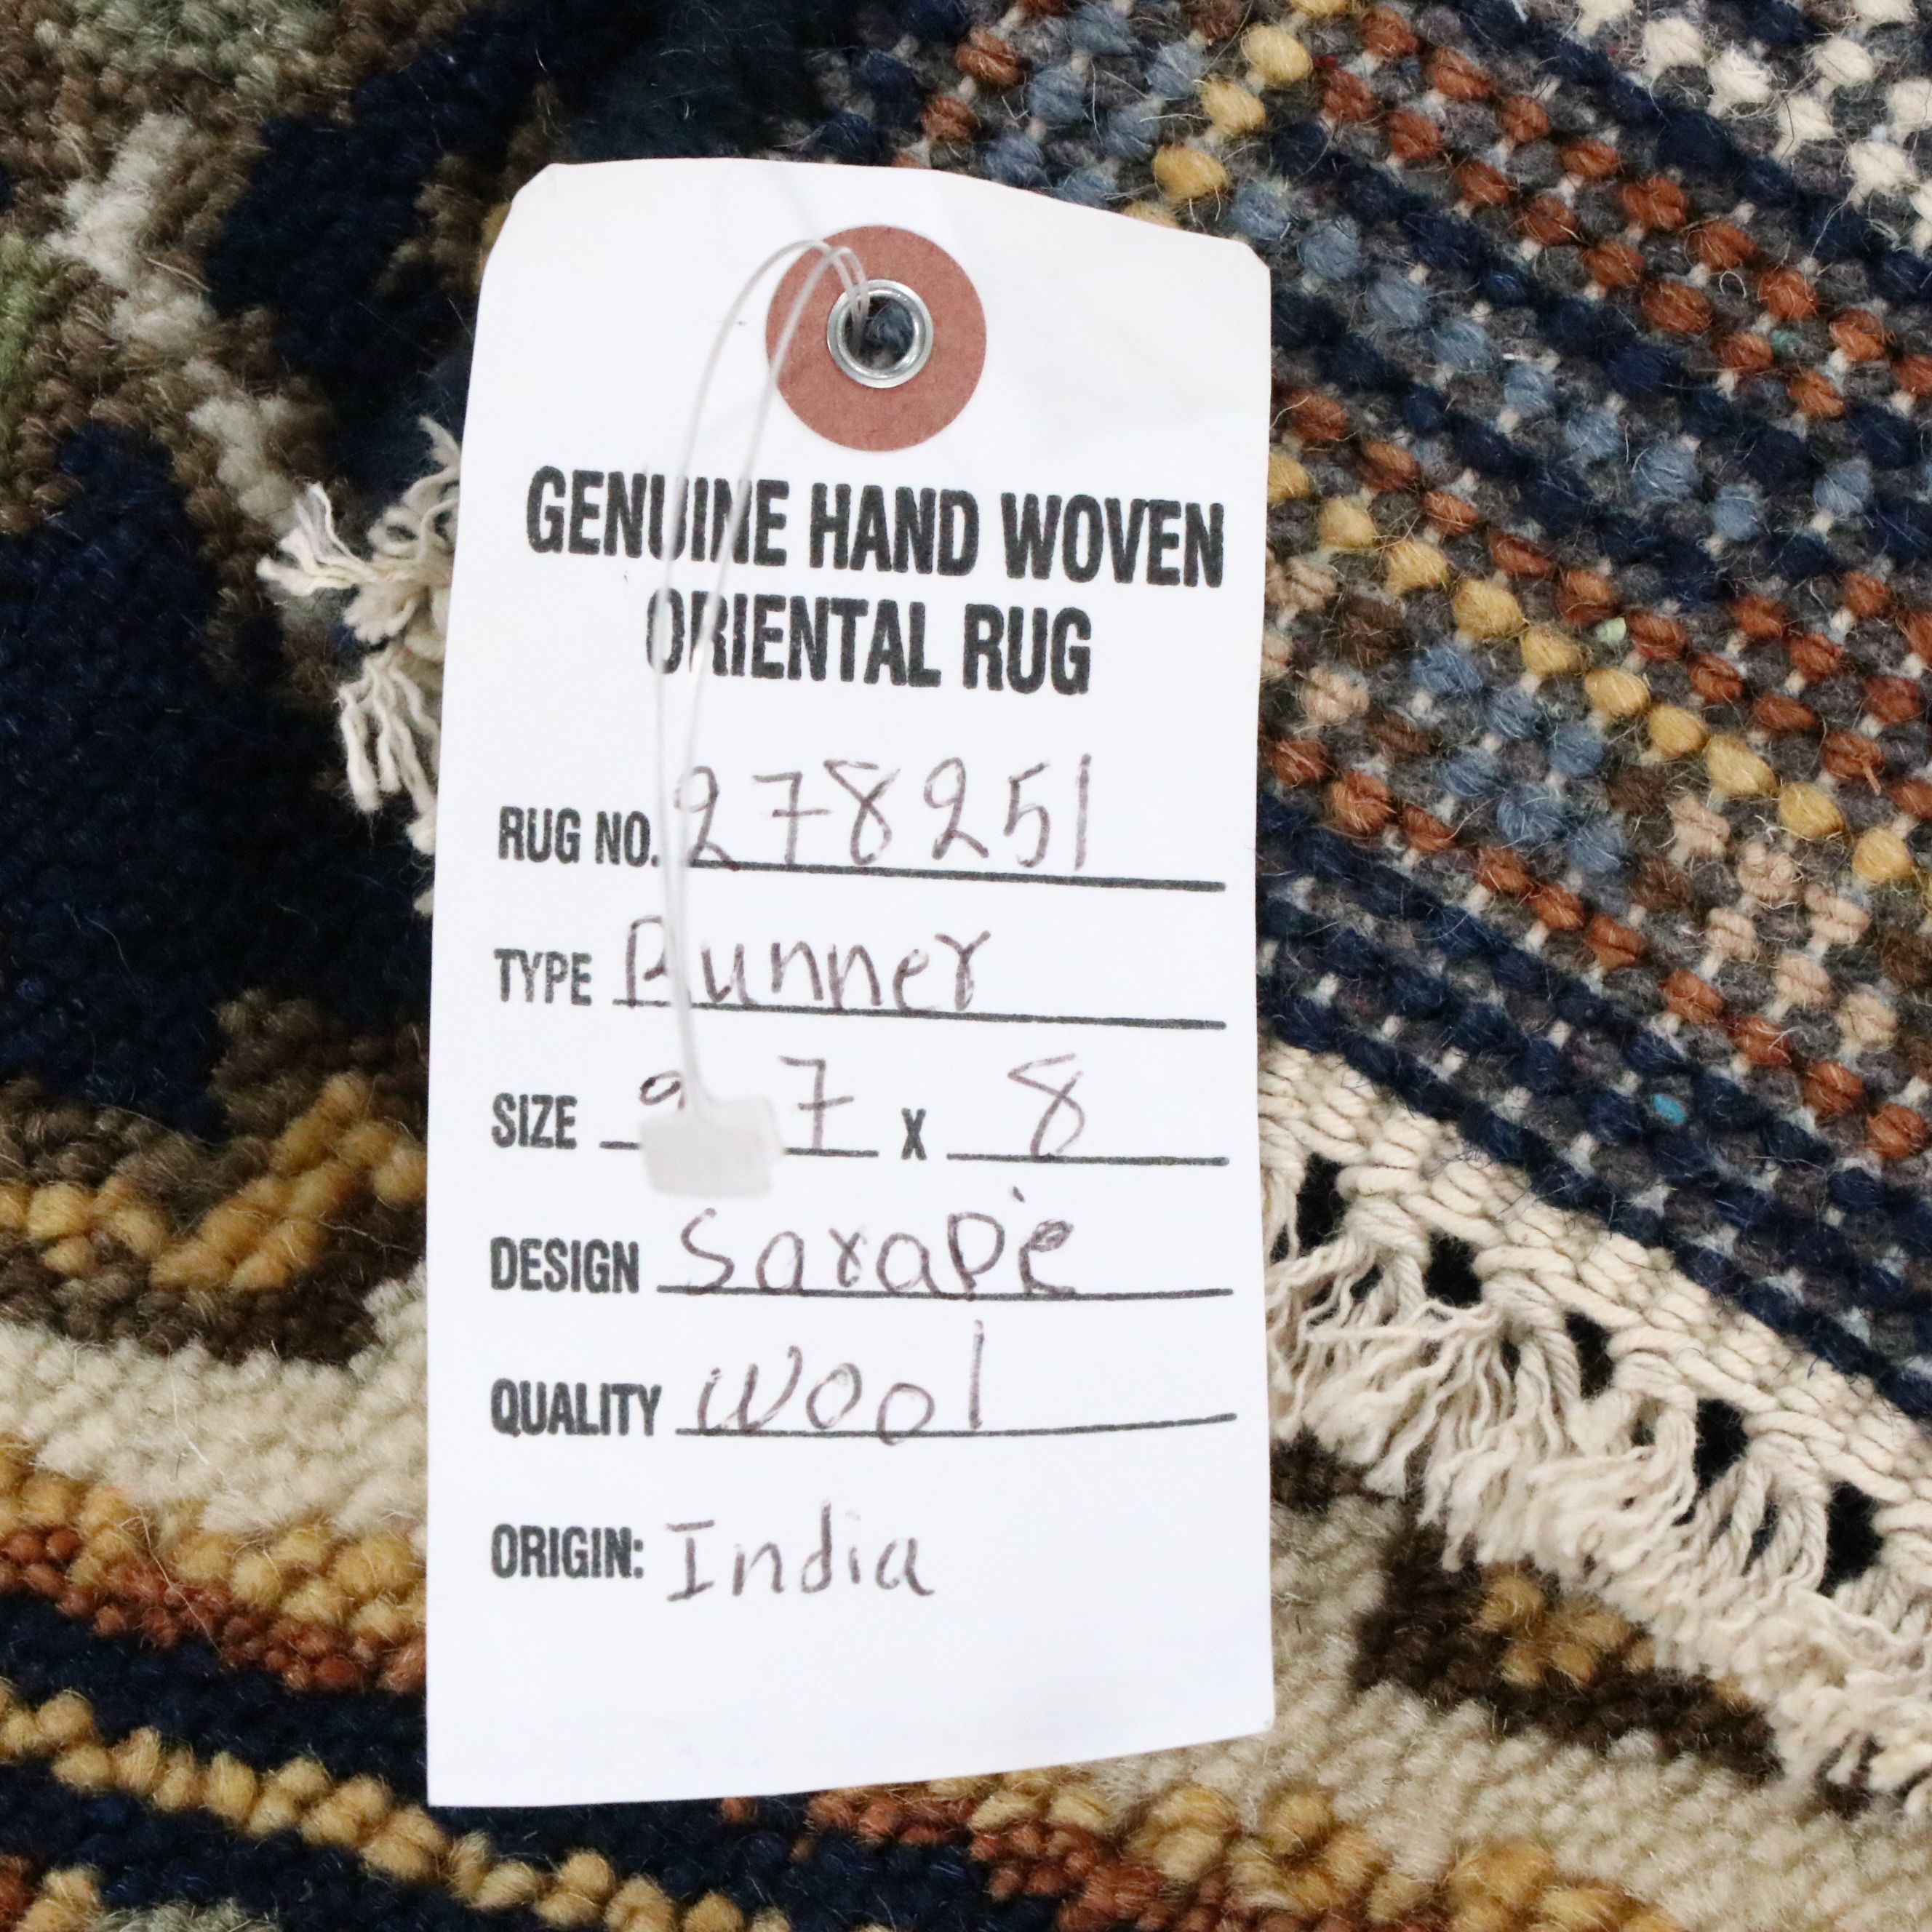 GENUINE HAND WOVEN
ORIENTAL RUG
RUG NO. 278251
TYPE Runner
SIZE 7 X 8
DESIGN Sarape
QUALITY wool
ORIGIN: India